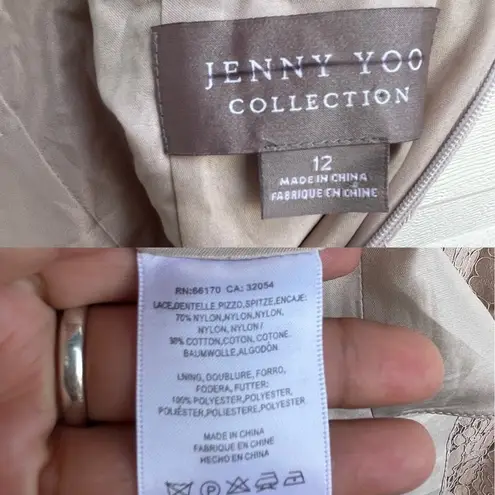 JENNY YOO
COLLECTION
12
MADE IN CHINA
FABRIQUE EN CHINE
RN:66170 CA: 32054
LACE,DENTELLE,PIZZO,SPITZE,ENCAJE:
70% NYLON,NYLON,NYLON,
NYLON, NYLON /
30% COTTON,COTON, COTONE,
BAUMWOLLE, ALGODÓN
LINING, DOUBLURE, FORRO,
FODERA, FUTTER:
100% POLYESTER,POLYESTER,
POLIÉSTER,POLIESTERE,POLYESTER
MADE IN CHINA
FABRIQUÉ EN CHINE
HECHO EN CHINA
P